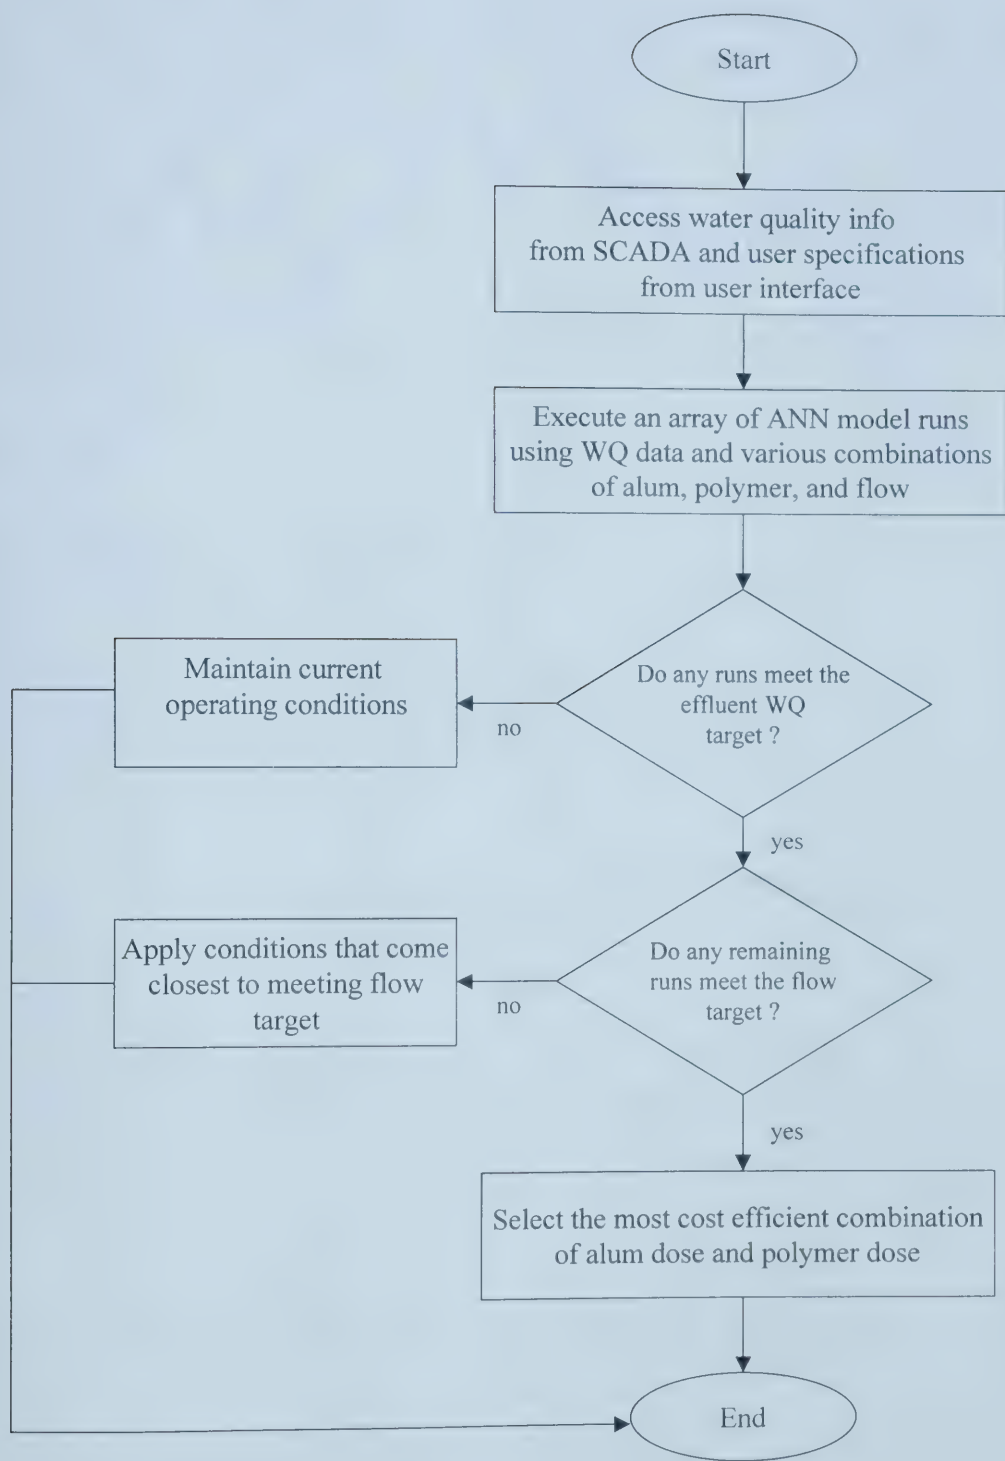 Start
Access water quality info
from SCADA and user specifications
from user interface
Execute an array of ANN model runs
using WQ data and various combinations
of alum, polymer, and flow
Do any runs meet the
effluent WQ
target ?
no
Maintain current
operating conditions
yes
Do any remaining
runs meet the flow
target ?
no
Apply conditions that come
closest to meeting flow
target
yes
Select the most cost efficient combination
of alum dose and polymer dose
End